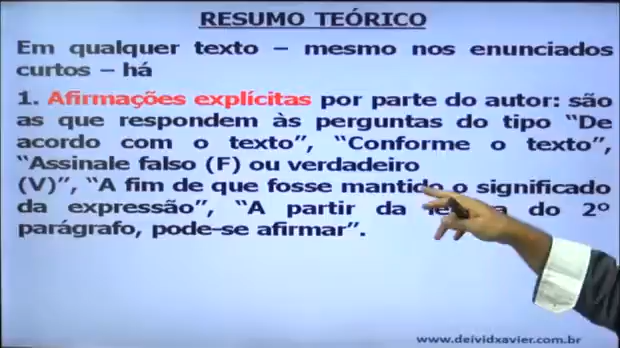 RESUMO TEÓRICO
Em qualquer texto – mesmo nos enunciados
curtos – há
1. Afirmações explícitas por parte do autor: são
as que respondem às perguntas do tipo “De
acordo com o texto”, “Conforme o texto”,
“Assinale falso (F) ou verdadeiro
(V)”, “A fim de que fosse mantido o significado
da expressão”, “A partir da do 2º
parágrafo, pode-se afirmar”.
www.deividxavier.com.br